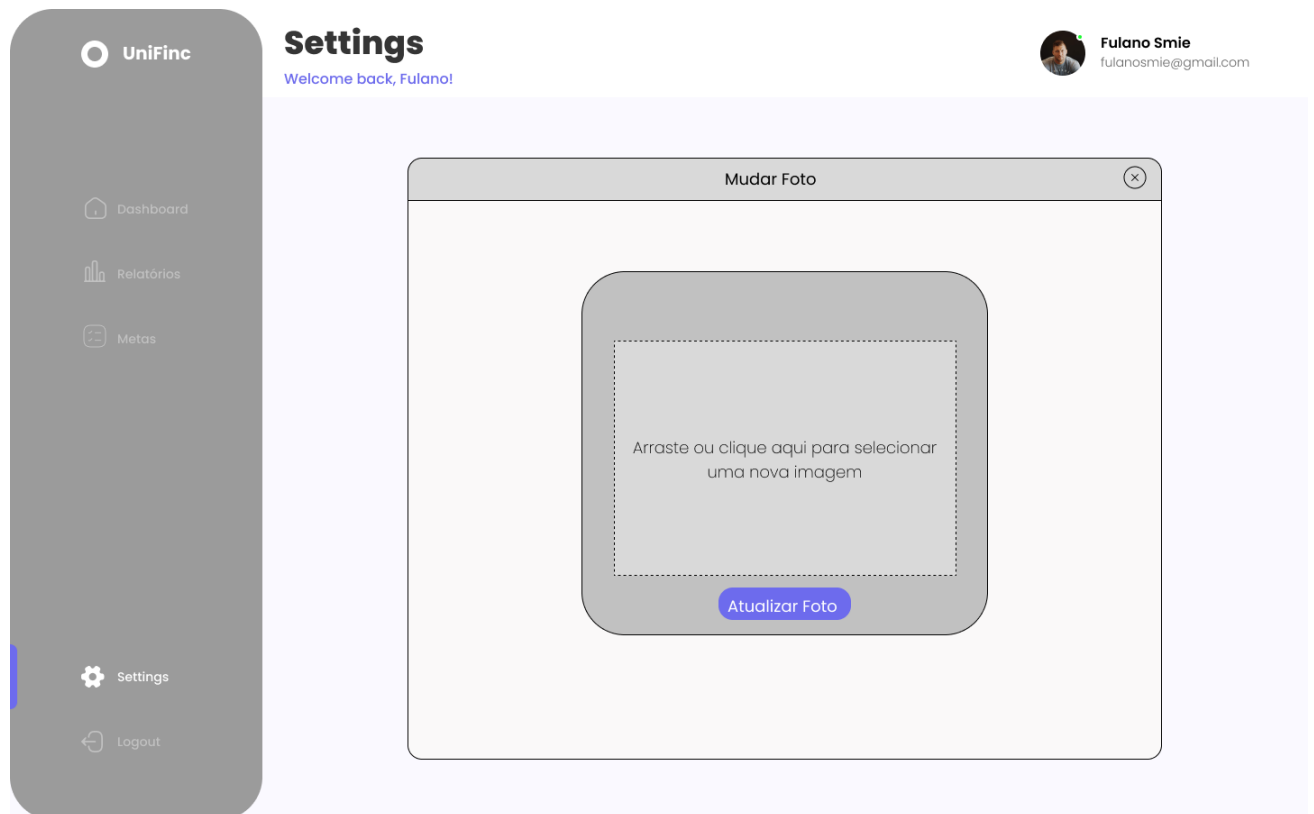 UniFinc
Settings
Welcome back, Fulano!
Fulano Smie
fulanosmie@gmail.com
Dashboard
Relatórios
Metas
Settings
Logout
Mudar Foto
Arraste ou clique aqui para selecionar
uma nova imagem
Atualizar Foto